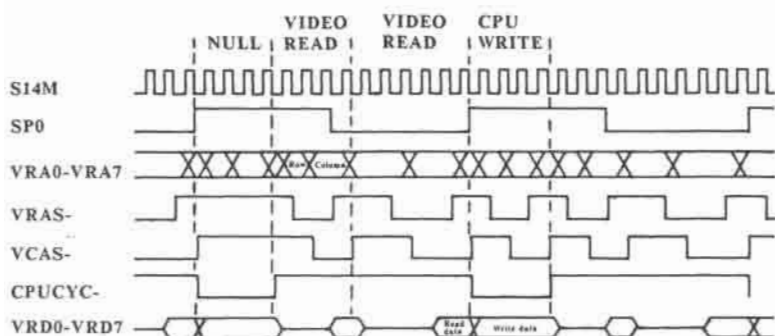 VIDEO VIDEO CPU
NULL READ READ WRITE
S14M
SP0
VRA0-VRA7 Row Column
VRAS-
VCAS-
CPUCYC-
VRD0-VRD7 Read data Write data